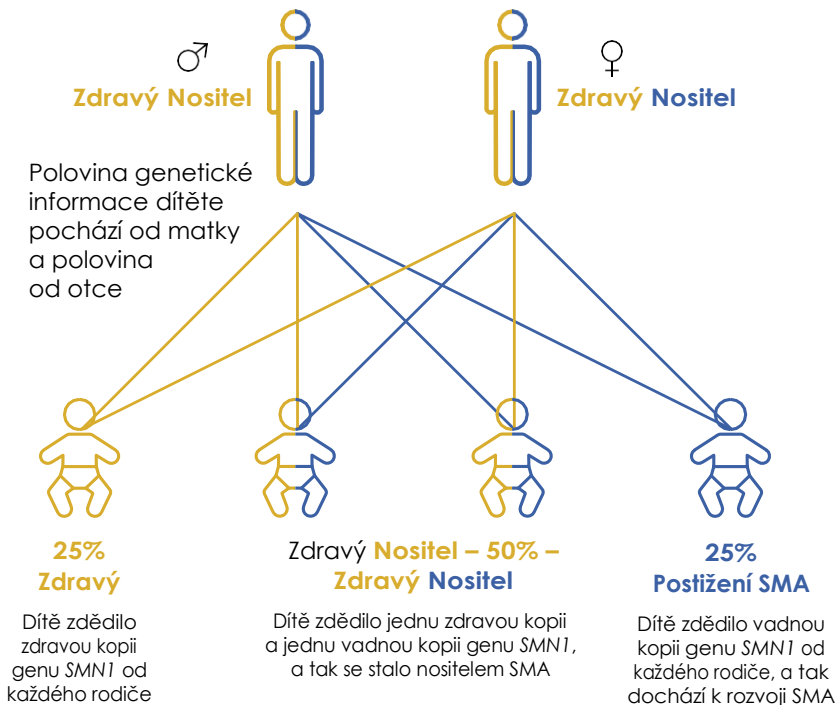 Zdravý Nositel
Zdravý Nositel
Polovina genetické
informace dítěte
pochází od matky
a polovina
od otce
25%
Zdravý
Dítě zdědilo
zdravou kopii
genu SMN1 od
každého rodiče
Zdravý Nositel – 50% –
Zdravý Nositel
Dítě zdědilo jednu zdravou kopii
a jednu vadnou kopii genu SMN1,
a tak se stalo nositelem SMA
25%
Postižení SMA
Dítě zdědilo vadnou
kopii genu SMN1 od
každého rodiče, a tak
dochází k rozvoji SMA